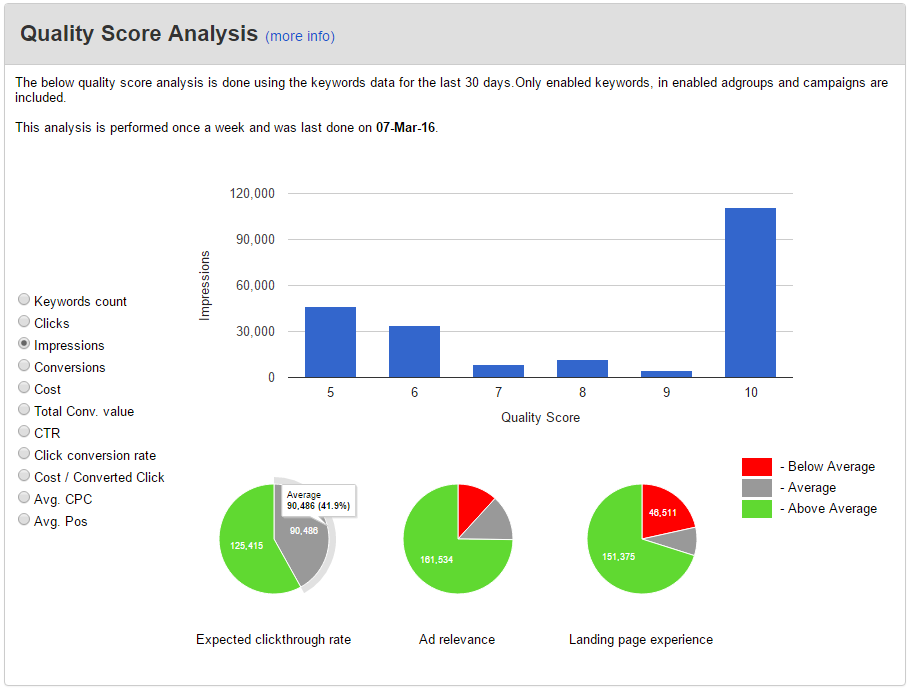 Quality Score Analysis (more info)
The below quality score analysis is done using the keywords data for the last 30 days.Only enabled keywords, in enabled adgroups and campaigns are
included.
This analysis is performed once a week and was last done on 07-Mar-16.
Keywords count
Clicks
Impressions
Conversions
Cost
Total Conv. value
CTR
Click conversion rate
Cost / Converted Click
Avg. CPC
Avg. Pos
Impressions
120,000
90,000
60,000
30,000
0
5 6 7 8 9 10
Quality Score
Average
90,486 (41.9%)
90,486
125,415
Expected clickthrough rate
161,534
Ad relevance
46,511
151,375
Landing page experience
- Below Average
- Average
- Above Average